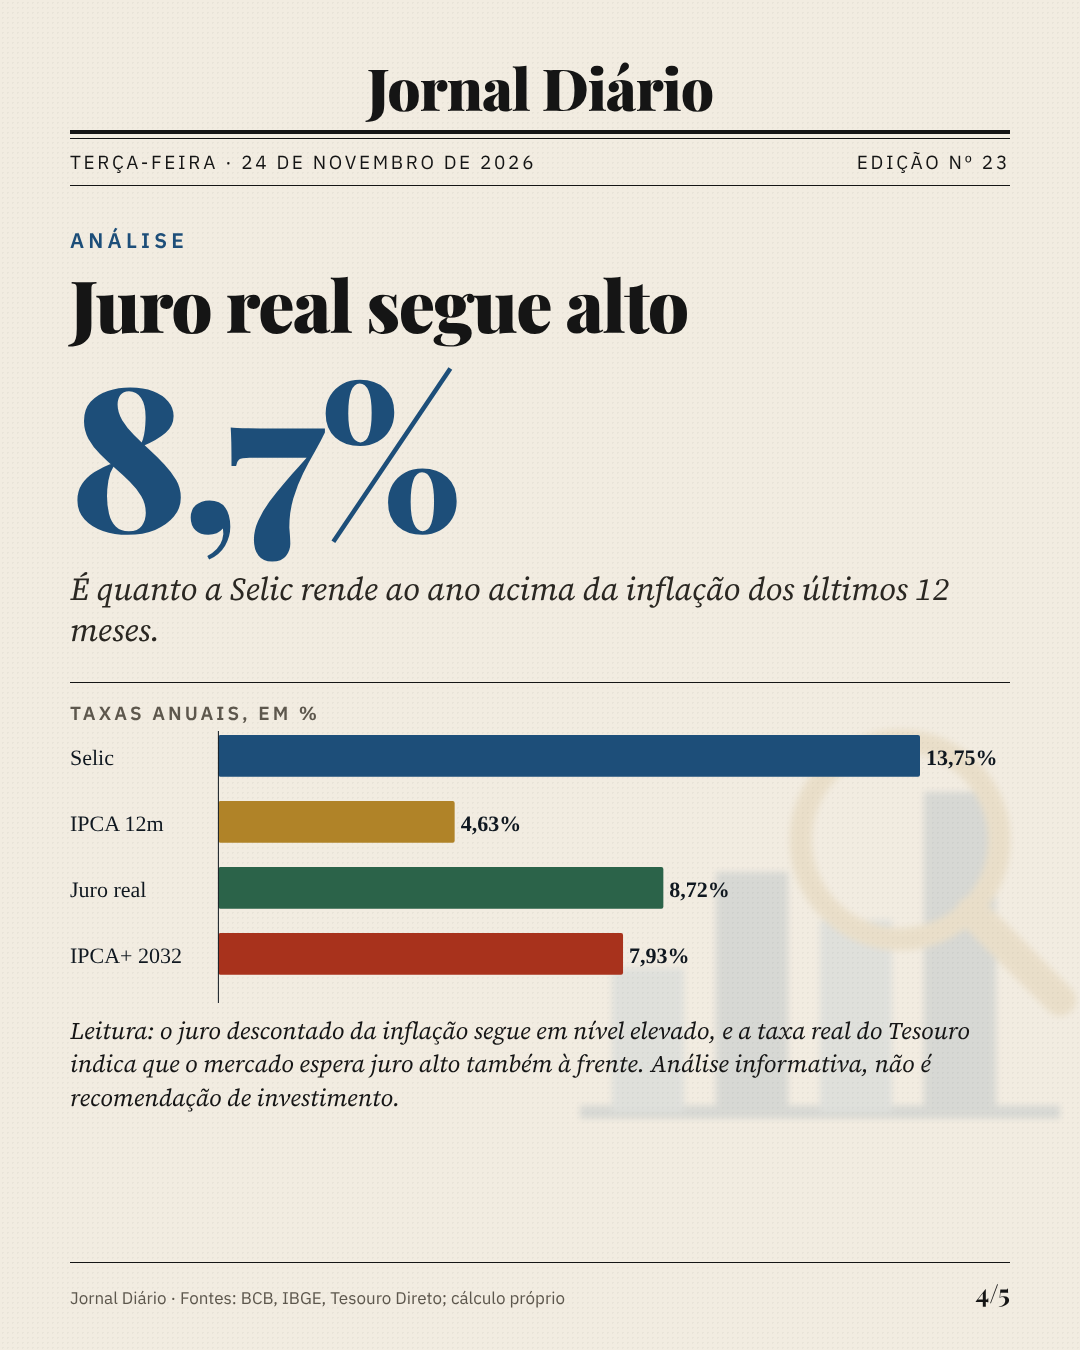 Jornal Diário
TERÇA-FEIRA · 24 DE NOVEMBRO DE 2026
EDIÇÃO Nº 23
ANÁLISE
Juro real segue alto
8,7%
É quanto a Selic rende ao ano acima da inflação dos últimos 12
meses.
TAXAS ANUAIS, EM %
Selic 13,75%
IPCA 12m 4,63%
Juro real 8,72%
IPCA+ 2032 7,93%
Leitura: o juro descontado da inflação segue em nível elevado, e a taxa real do Tesouro
indica que o mercado espera juro alto também à frente. Análise informativa, não é
recomendação de investimento.
Jornal Diário · Fontes: BCB, IBGE, Tesouro Direto; cálculo próprio
4/5